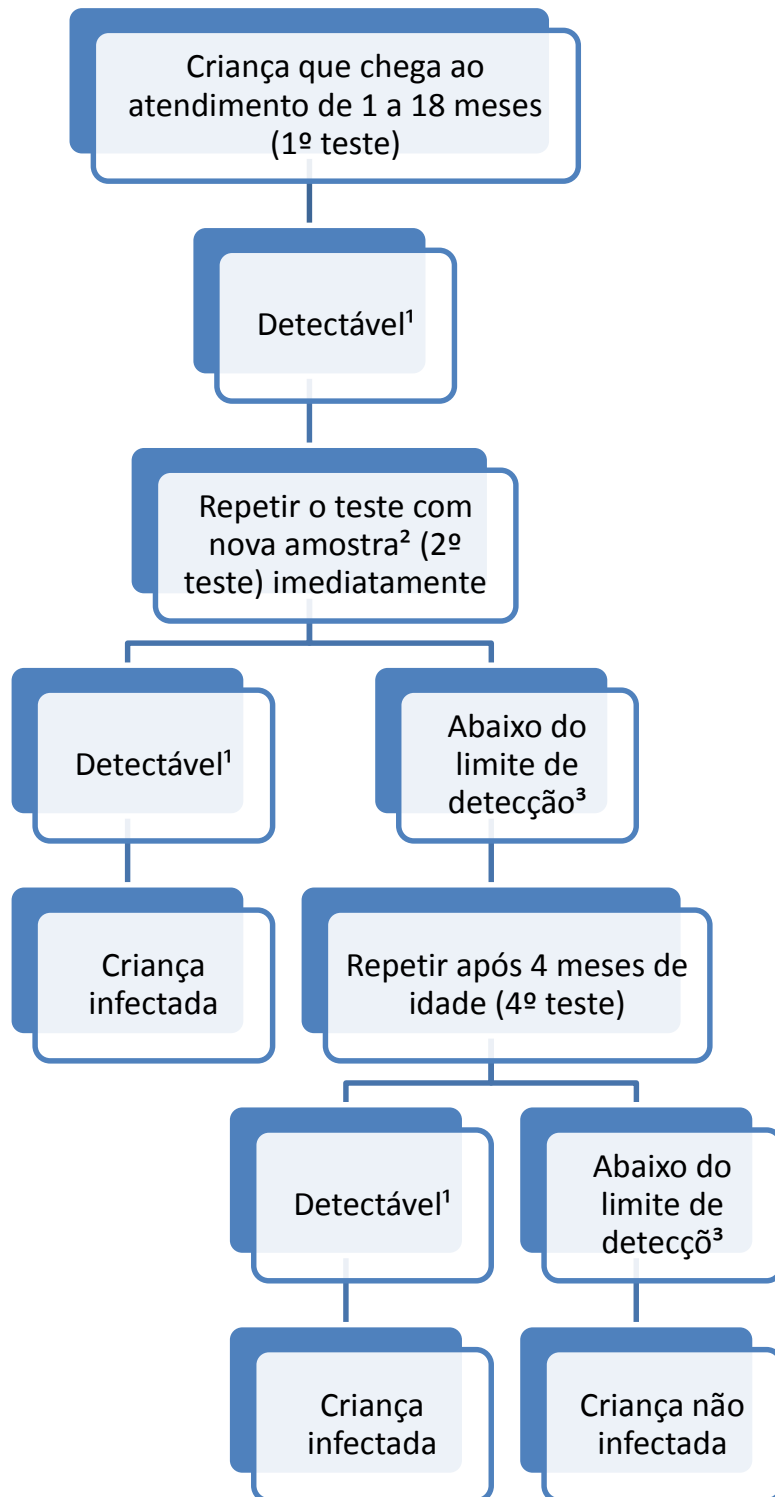 Criança que chega ao
atendimento de 1 a 18 meses
(1º teste)
Detectável¹
Repetir o teste com
nova amostra² (2º
teste) imediatamente
Detectável¹
Abaixo do
limite de
detecção³
Criança
infectada
Repetir após 4 meses de
idade (4º teste)
Detectável¹
Abaixo do
limite de
detecçõ³
Criança
infectada
Criança não
infectada